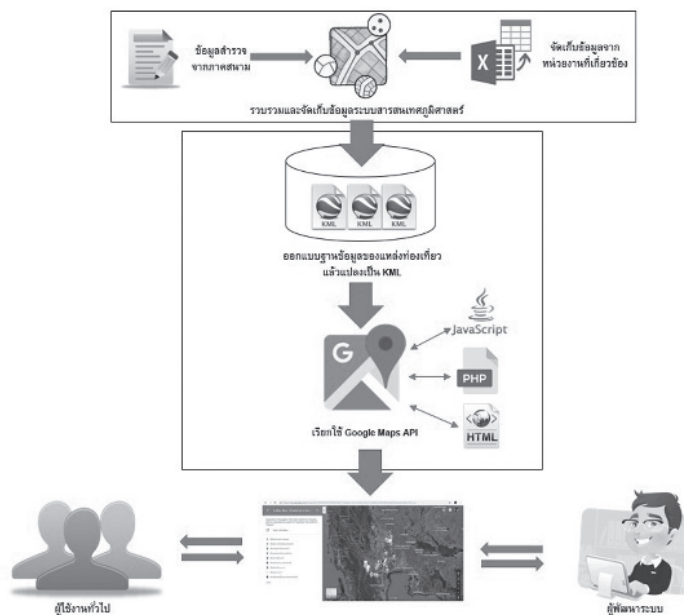 ข้อมูลสำรวจ
จากภาคสนาม
X
จัดเก็บข้อมูลจาก
หน่วยงานที่เกี่ยวข้อง
รวบรวมและจัดเก็บข้อมูลระบบสารสนเทศภูมิศาสตร์
KML KML KML
ออกแบบฐานข้อมูลของแหล่งท่องเที่ยว
แล้วแปลงเป็น KML
G
JavaScript
PHP
HTML
เรียกใช้ Google Maps API
ผู้ใช้งานทั่วไป
ผู้พัฒนาระบบ